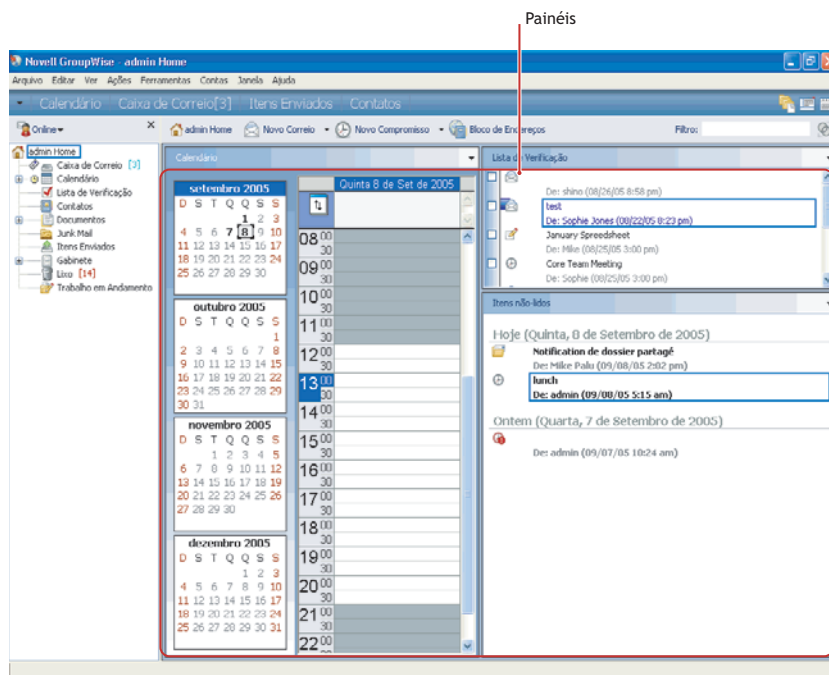 Painéis
Novell GroupWise - admin Home
Arquivo Editar Ver Ações Ferramentas Contas Janela Ajuda
Calendário Caixa de Correio[3] Itens Enviados Contatos
Online
admin Home Novo Correio Novo Compromisso Bloco de Endereços Filtro:
admin Home
Caixa de Correio [3]
Calendário
Lista de Verificação
Contatos
Documentos
Junk Mail
Itens Enviados
Gabinete
Lixo [14]
Trabalho em Andamento
Calendário
setembro 2005
D S T Q Q S S
1 2 3
4 5 6 7 8 9 10
11 12 13 14 15 16 17
18 19 20 21 22 23 24
25 26 27 28 29 30
outubro 2005
D S T Q Q S S
1
2 3 4 5 6 7 8
9 10 11 12 13 14 15
16 17 18 19 20 21 22
23 24 25 26 27 28 29
30 31
novembro 2005
D S T Q Q S S
1 2 3 4 5
6 7 8 9 10 11 12
13 14 15 16 17 18 19
20 21 22 23 24 25 26
27 28 29 30
dezembro 2005
D S T Q Q S S
1 2 3
4 5 6 7 8 9 10
11 12 13 14 15 16 17
18 19 20 21 22 23 24
25 26 27 28 29 30 31
Quinta 8 de Set de 2005
08 00
30
09 00
30
10 00
30
11 00
30
12 00
30
13 00
30
14 00
30
15 00
30
16 00
30
17 00
30
18 00
30
19 00
30
20 00
30
21 00
30
22 00
Lista de Verificação
De: shino (08/26/05 8:58 pm)
test
De: Sophie Jones (08/22/05 8:23 pm)
January Spreedsheet
De: Mike (08/25/05 3:00 pm)
Core Team Meeting
De: Sophie (08/25/05 3:00 pm)
Itens não-lidos
Hoje (Quinta, 8 de Setembro de 2005)
Notification de dossier partagé
De: Mike Palu (09/08/05 2:02 pm)
lunch
De: admin (09/08/05 5:15 am)
Ontem (Quarta, 7 de Setembro de 2005)
De: admin (09/07/05 10:24 am)